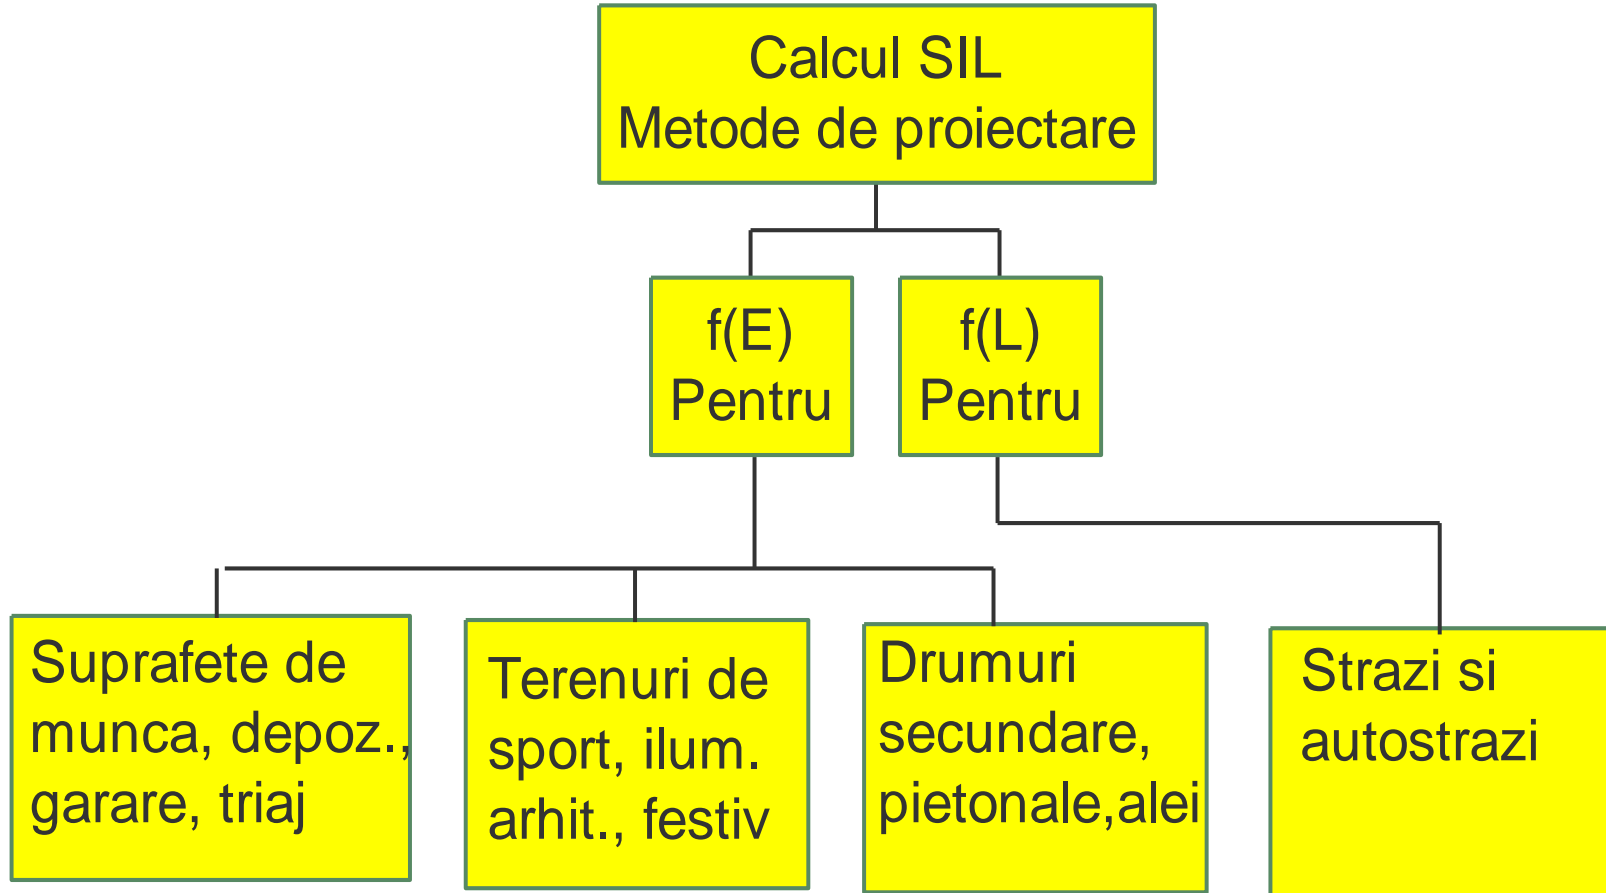 Calcul SIL
Metode de proiectare
f(E)
Pentru
f(L)
Pentru
Suprafete de
munca, depoz.,
garare, triaj
Terenuri de
sport, ilum.
arhit., festiv
Drumuri
secundare,
pietonale,alei
Strazi si
autostrazi